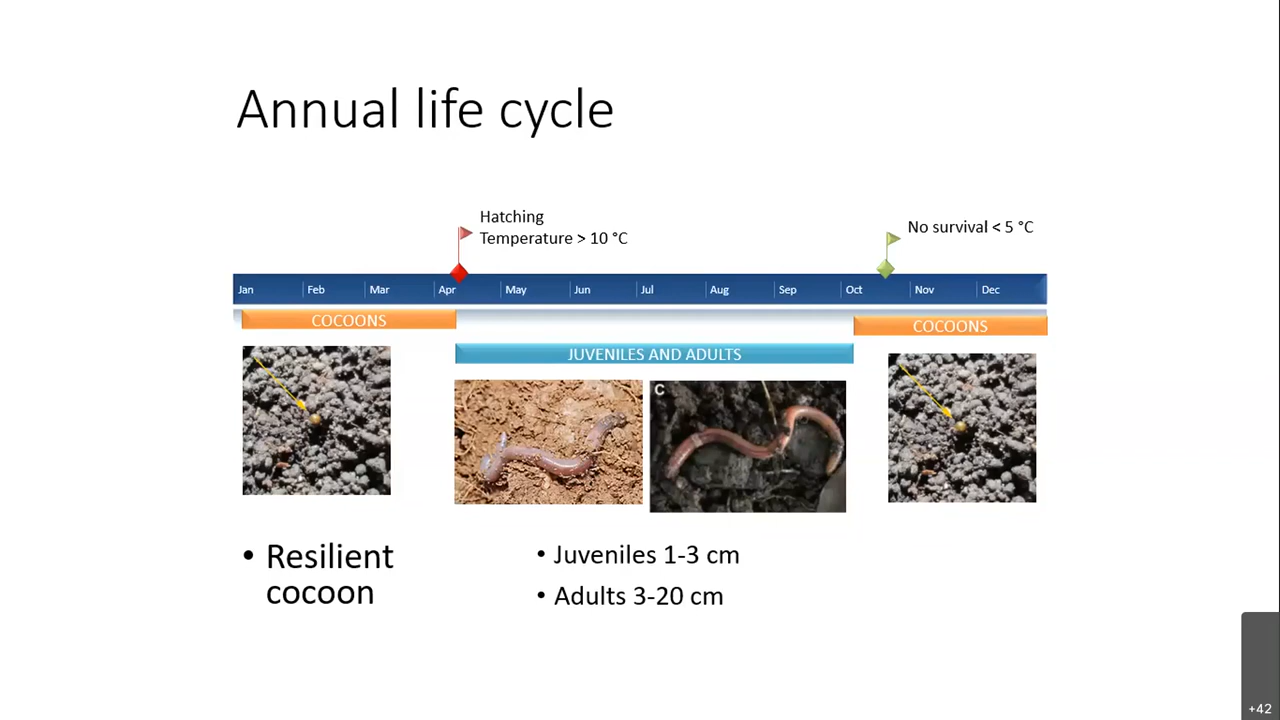 Annual life cycle
Hatching
Temperature > 10 °C
No survival < 5 °C
Jan Feb Mar Apr May Jun Jul Aug Sep Oct Nov Dec
COCOONS
COCOONS
JUVENILES AND ADULTS
C
• Resilient
cocoon
• Juveniles 1-3 cm
• Adults 3-20 cm
+42